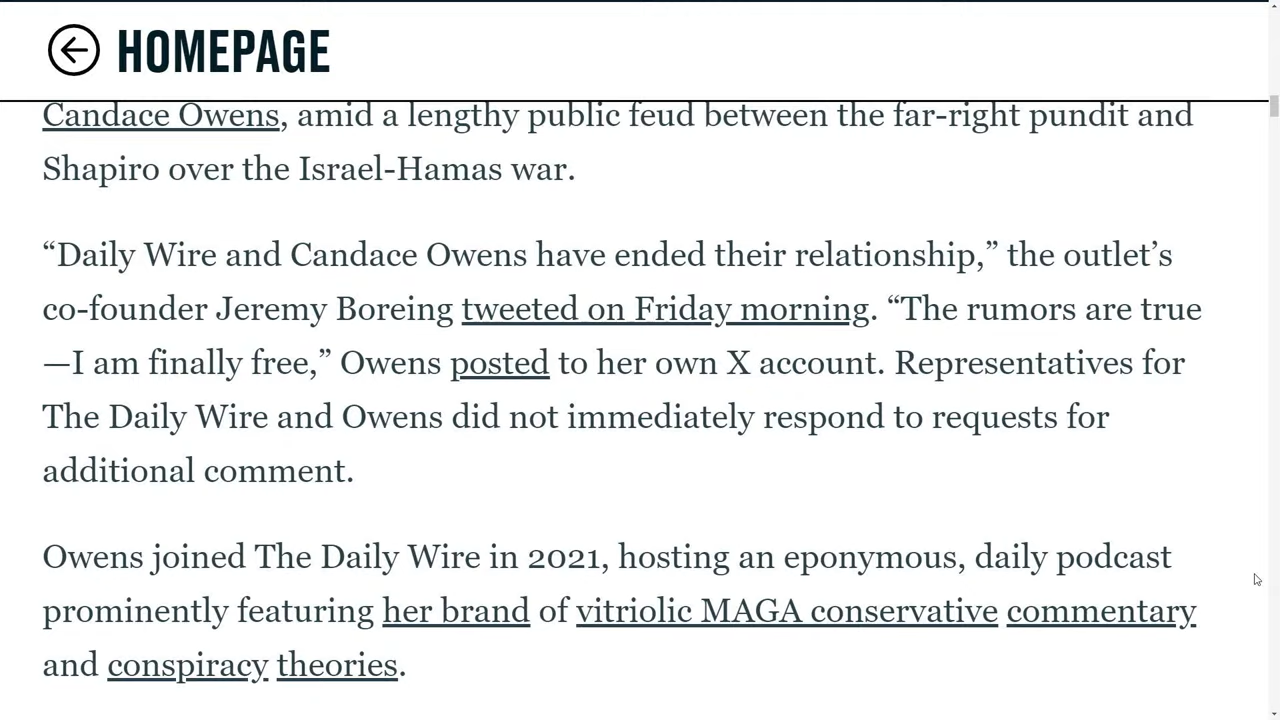 HOMEPAGE
Candace Owens, amid a lengthy public feud between the far-right pundit and
Shapiro over the Israel-Hamas war.
“Daily Wire and Candace Owens have ended their relationship,” the outlet’s
co-founder Jeremy Boreing tweeted on Friday morning. “The rumors are true
—I am finally free,” Owens posted to her own X account. Representatives for
The Daily Wire and Owens did not immediately respond to requests for
additional comment.
Owens joined The Daily Wire in 2021, hosting an eponymous, daily podcast
prominently featuring her brand of vitriolic MAGA conservative commentary
and conspiracy theories.